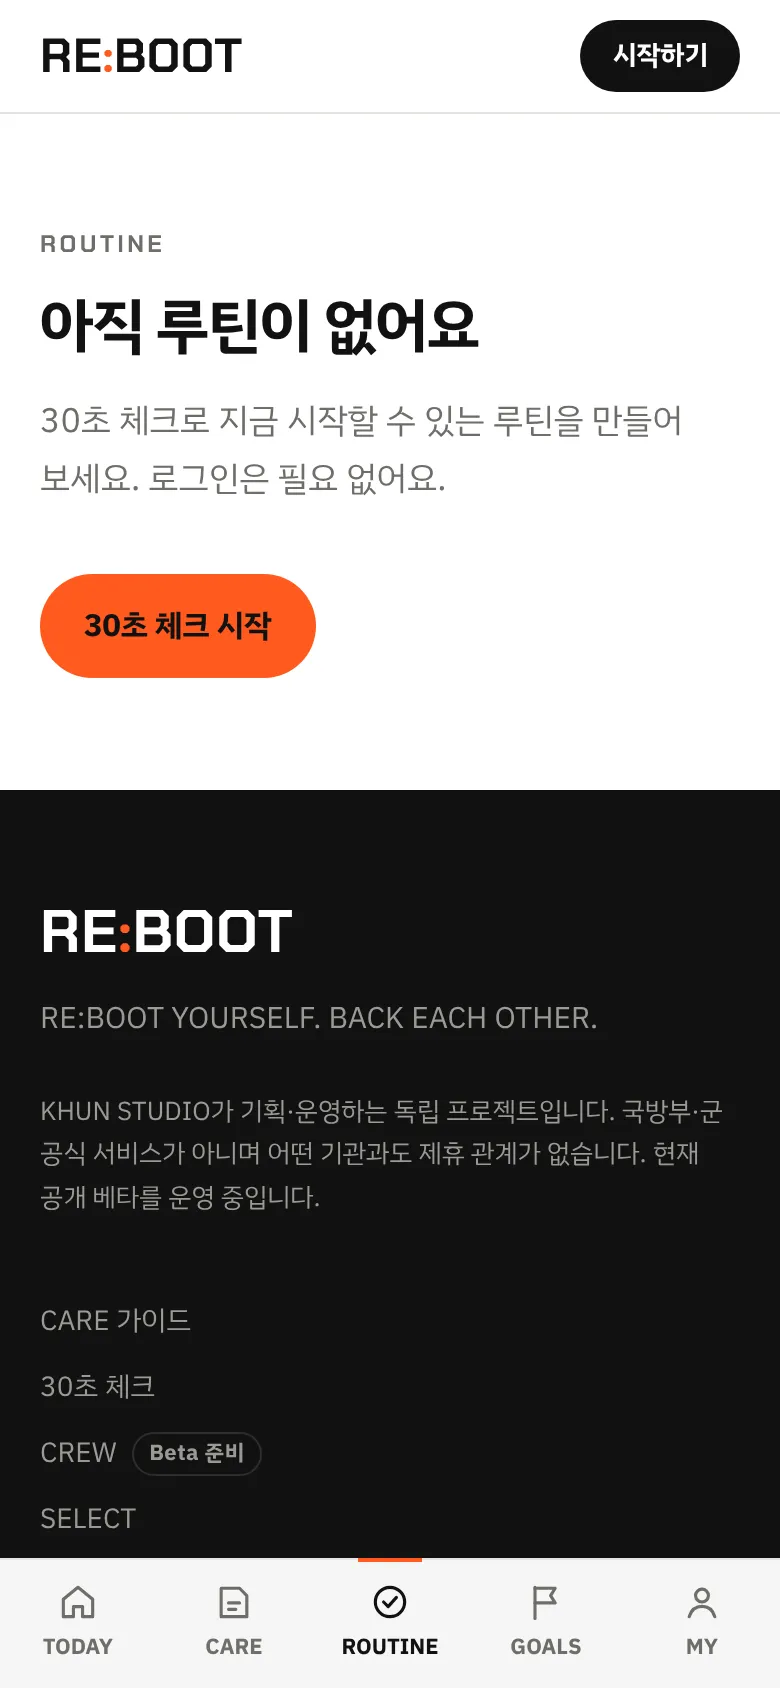 RE:BOOT
시작하기
ROUTINE
아직 루틴이 없어요
30초 체크로 지금 시작할 수 있는 루틴을 만들어
보세요. 로그인은 필요 없어요.
30초 체크 시작
RE:BOOT
RE:BOOT YOURSELF. BACK EACH OTHER.
KHUN STUDIO가 기획·운영하는 독립 프로젝트입니다. 국방부·군
공식 서비스가 아니며 어떤 기관과도 제휴 관계가 없습니다. 현재
공개 베타를 운영 중입니다.
CARE 가이드
30초 체크
CREW Beta 준비
SELECT
TODAY CARE ROUTINE GOALS MY